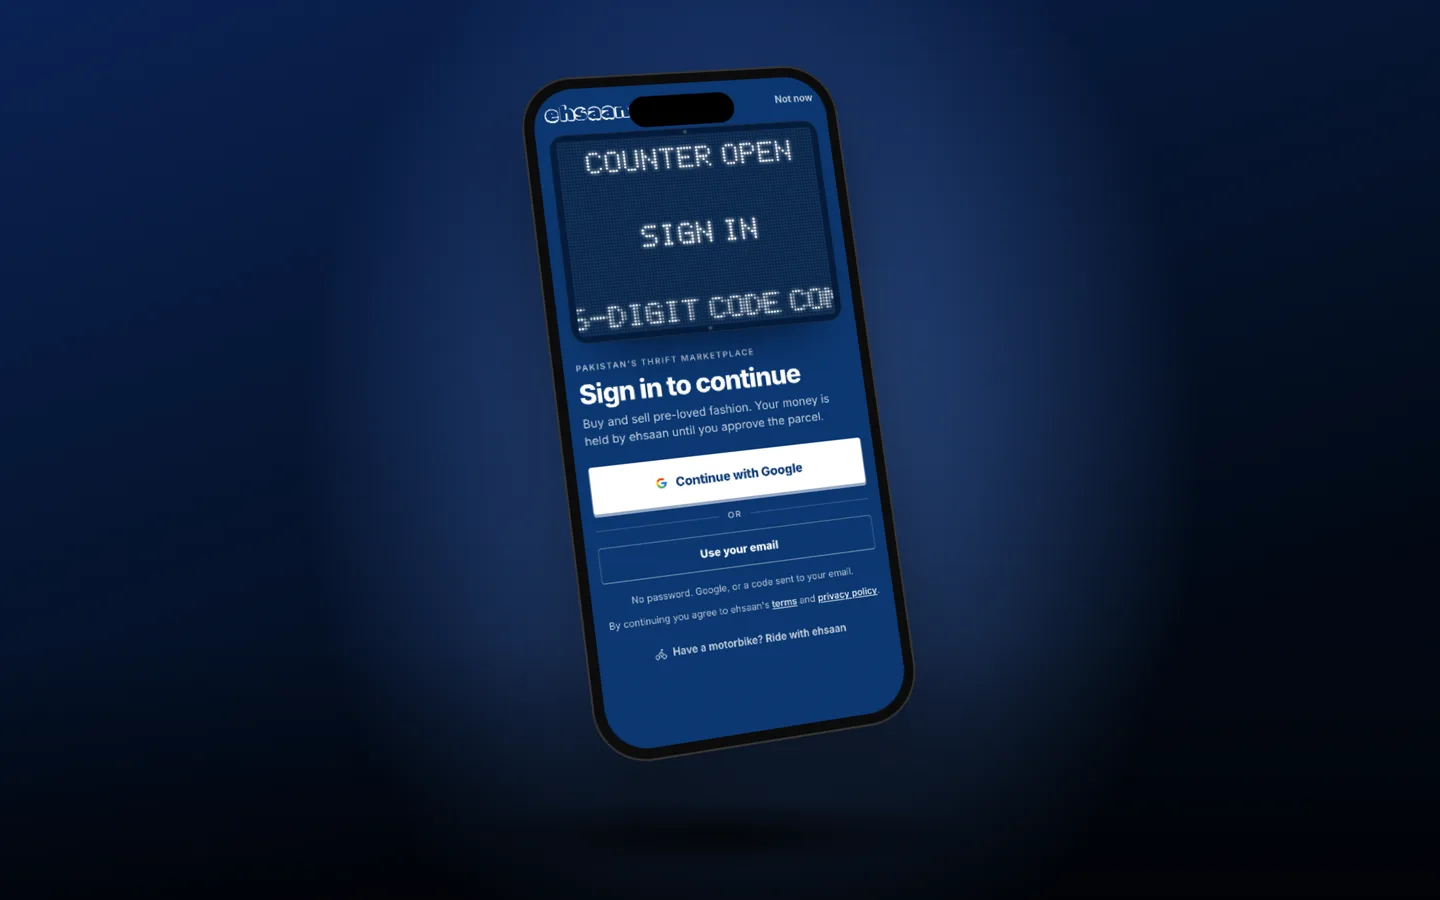 ehsaan
Not now
COUNTER OPEN
SIGN IN
-DIGIT CODE
PAKISTAN'S THRIFT MARKETPLACE
Sign in to continue
Buy and sell pre-loved fashion. Your money is
held by ehsaan until you approve the parcel.
Continue with Google
OR
Use your email
No password. Google, or a code sent to your email.
By continuing you agree to ehsaan's terms and privacy policy.
Have a motorbike? Ride with ehsaan